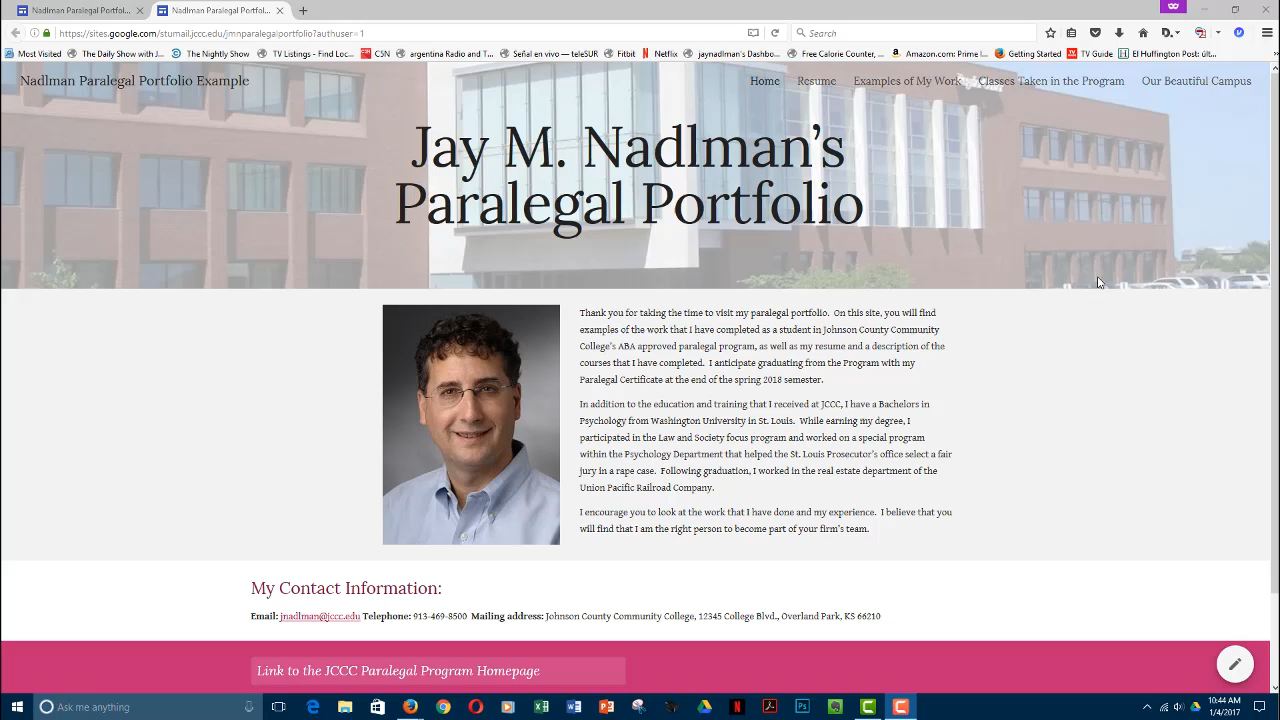 Nadlman Paralegal Portfol...
Nadlman Paralegal Portfol...
https://sites.google.com/stumail.jccc.edu/jmnparalegalportfolio?authuser=1
Search
Most Visited
The Daily Show with J...
The Nightly Show
CSN
CSN
argentina Radio and T...
Señal en vivo — teleSUR
Fitbit
Netflix
jaynadlman's Dashbo...
Free Calorie Counter, ...
Amazon.com: Prime I...
Getting Started
TV Guide
El Huffington Post: últ...
Nadlman Paralegal Portfolio Example
Home
Resume
Examples of My Work
Classes Taken in the Program
Our Beautiful Campus
Jay M. Nadlman's
Paralegal Portfolio
Thank you for taking the time to visit my paralegal portfolio. On this site, you will find
examples of the work that I have completed as a student in Johnson County Community
College's ABA approved paralegal program, as well as my resume and a description of the
courses that I have completed. I anticipate graduating from the Program with my
Paralegal Certificate at the end of the spring 2018 semester.
In addition to the education and training that I received at JCCC, I have a Bachelors in
Psychology from Washington University in St. Louis. While earning my degree, I
participated in the Law and Society focus program and worked on a special program
within the Psychology Department that helped the St. Louis Prosecutor's office select a fair
jury in a rape case. Following graduation, I worked in the real estate department of the
Union Pacific Railroad Company.
I encourage you to look at the work that I have done and my experience. I believe that you
will find that I am the right person to become part of your firm's team.
My Contact Information:
Email: jnadlman@jccc.edu Telephone: 913-469-8500 Mailing address: Johnson County Community College, 12345 College Blvd., Overland Park, KS 66210
Link to the JCCC Paralegal Program Homepage
Ask me anything
10:44 AM
1/4/2017